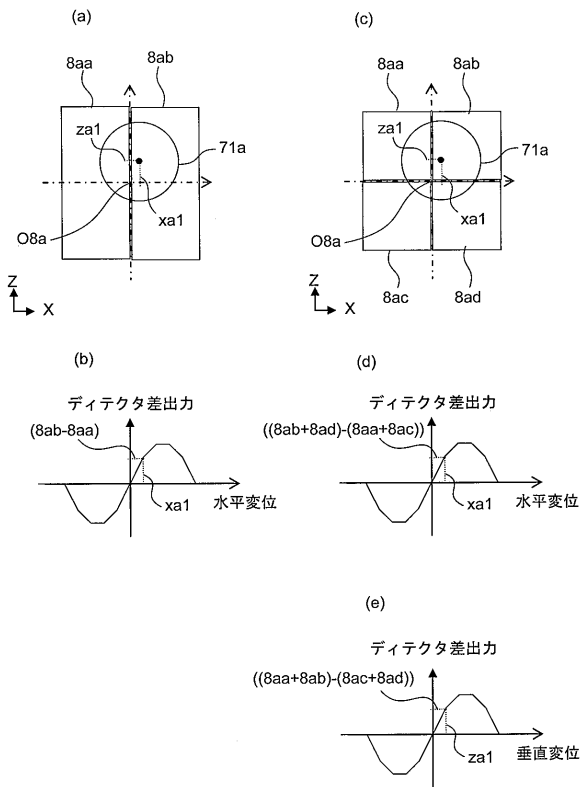 (a)
8aa
8ab
za1
71a
xa1
O8a
Z
X
(c)
8aa
8ab
za1
71a
xa1
O8a
8ac
8ad
Z
X
(b)
ディテクタ差出力
(8ab-8aa)
xa1
水平変位
(d)
ディテクタ差出力
((8ab+8ad)-(8aa+8ac))
xa1
水平変位
(e)
ディテクタ差出力
((8aa+8ab)-(8ac+8ad))
za1
垂直変位